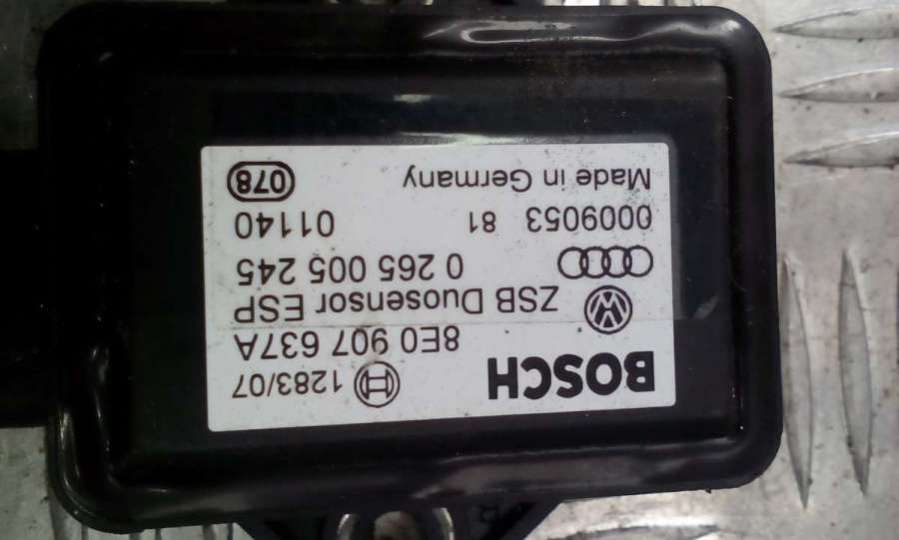 BOSCH 1283/07
8E0 907 637A
ZSB Duosensor ESP
0 265 005 245
0009053 81 01140
Made in Germany 078